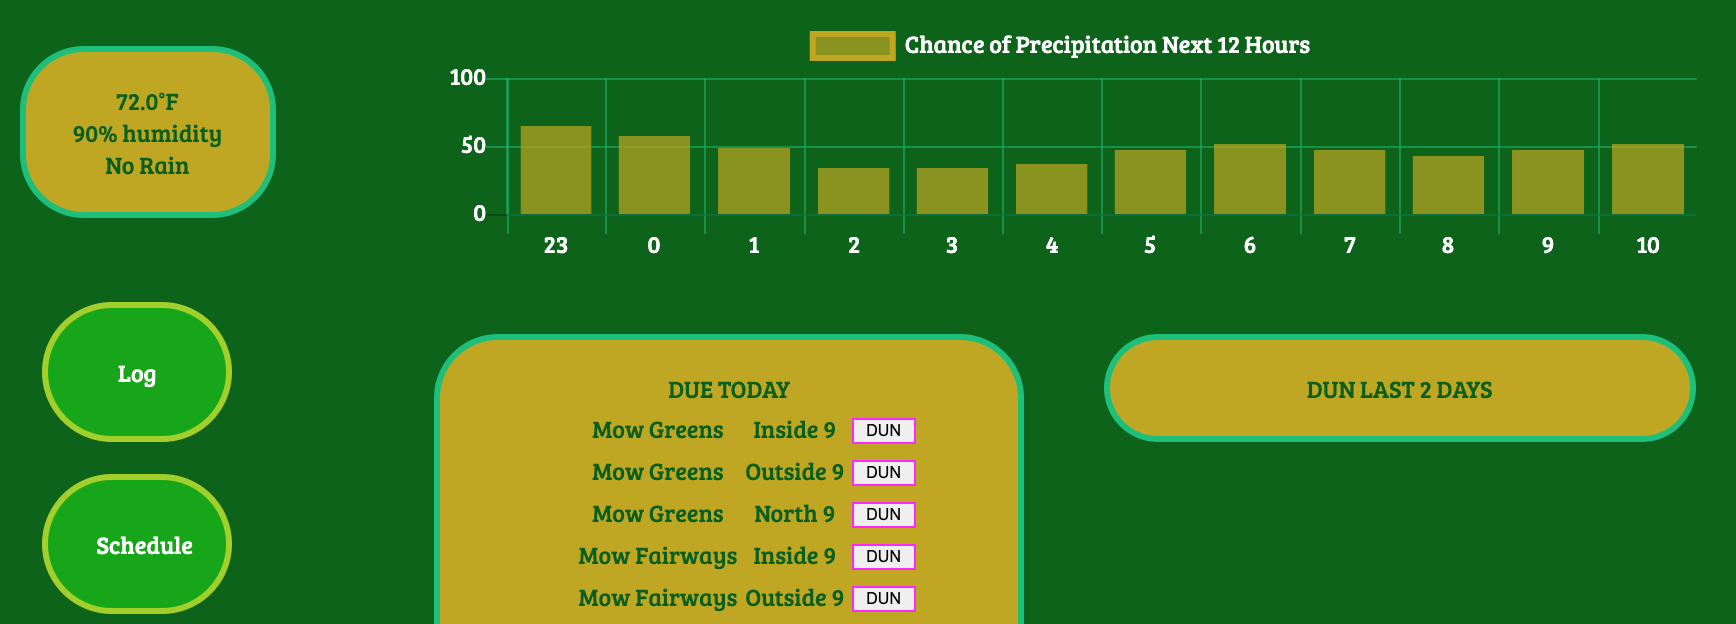 72.0°F
90% humidity
No Rain
Chance of Precipitation Next 12 Hours
100
50
0
23 0 1 2 3 4 5 6 7 8 9 10
Log
Schedule
DUE TODAY
Mow Greens Inside 9 DUN
Mow Greens Outside 9 DUN
Mow Greens North 9 DUN
Mow Fairways Inside 9 DUN
Mow Fairways Outside 9 DUN
DUN LAST 2 DAYS